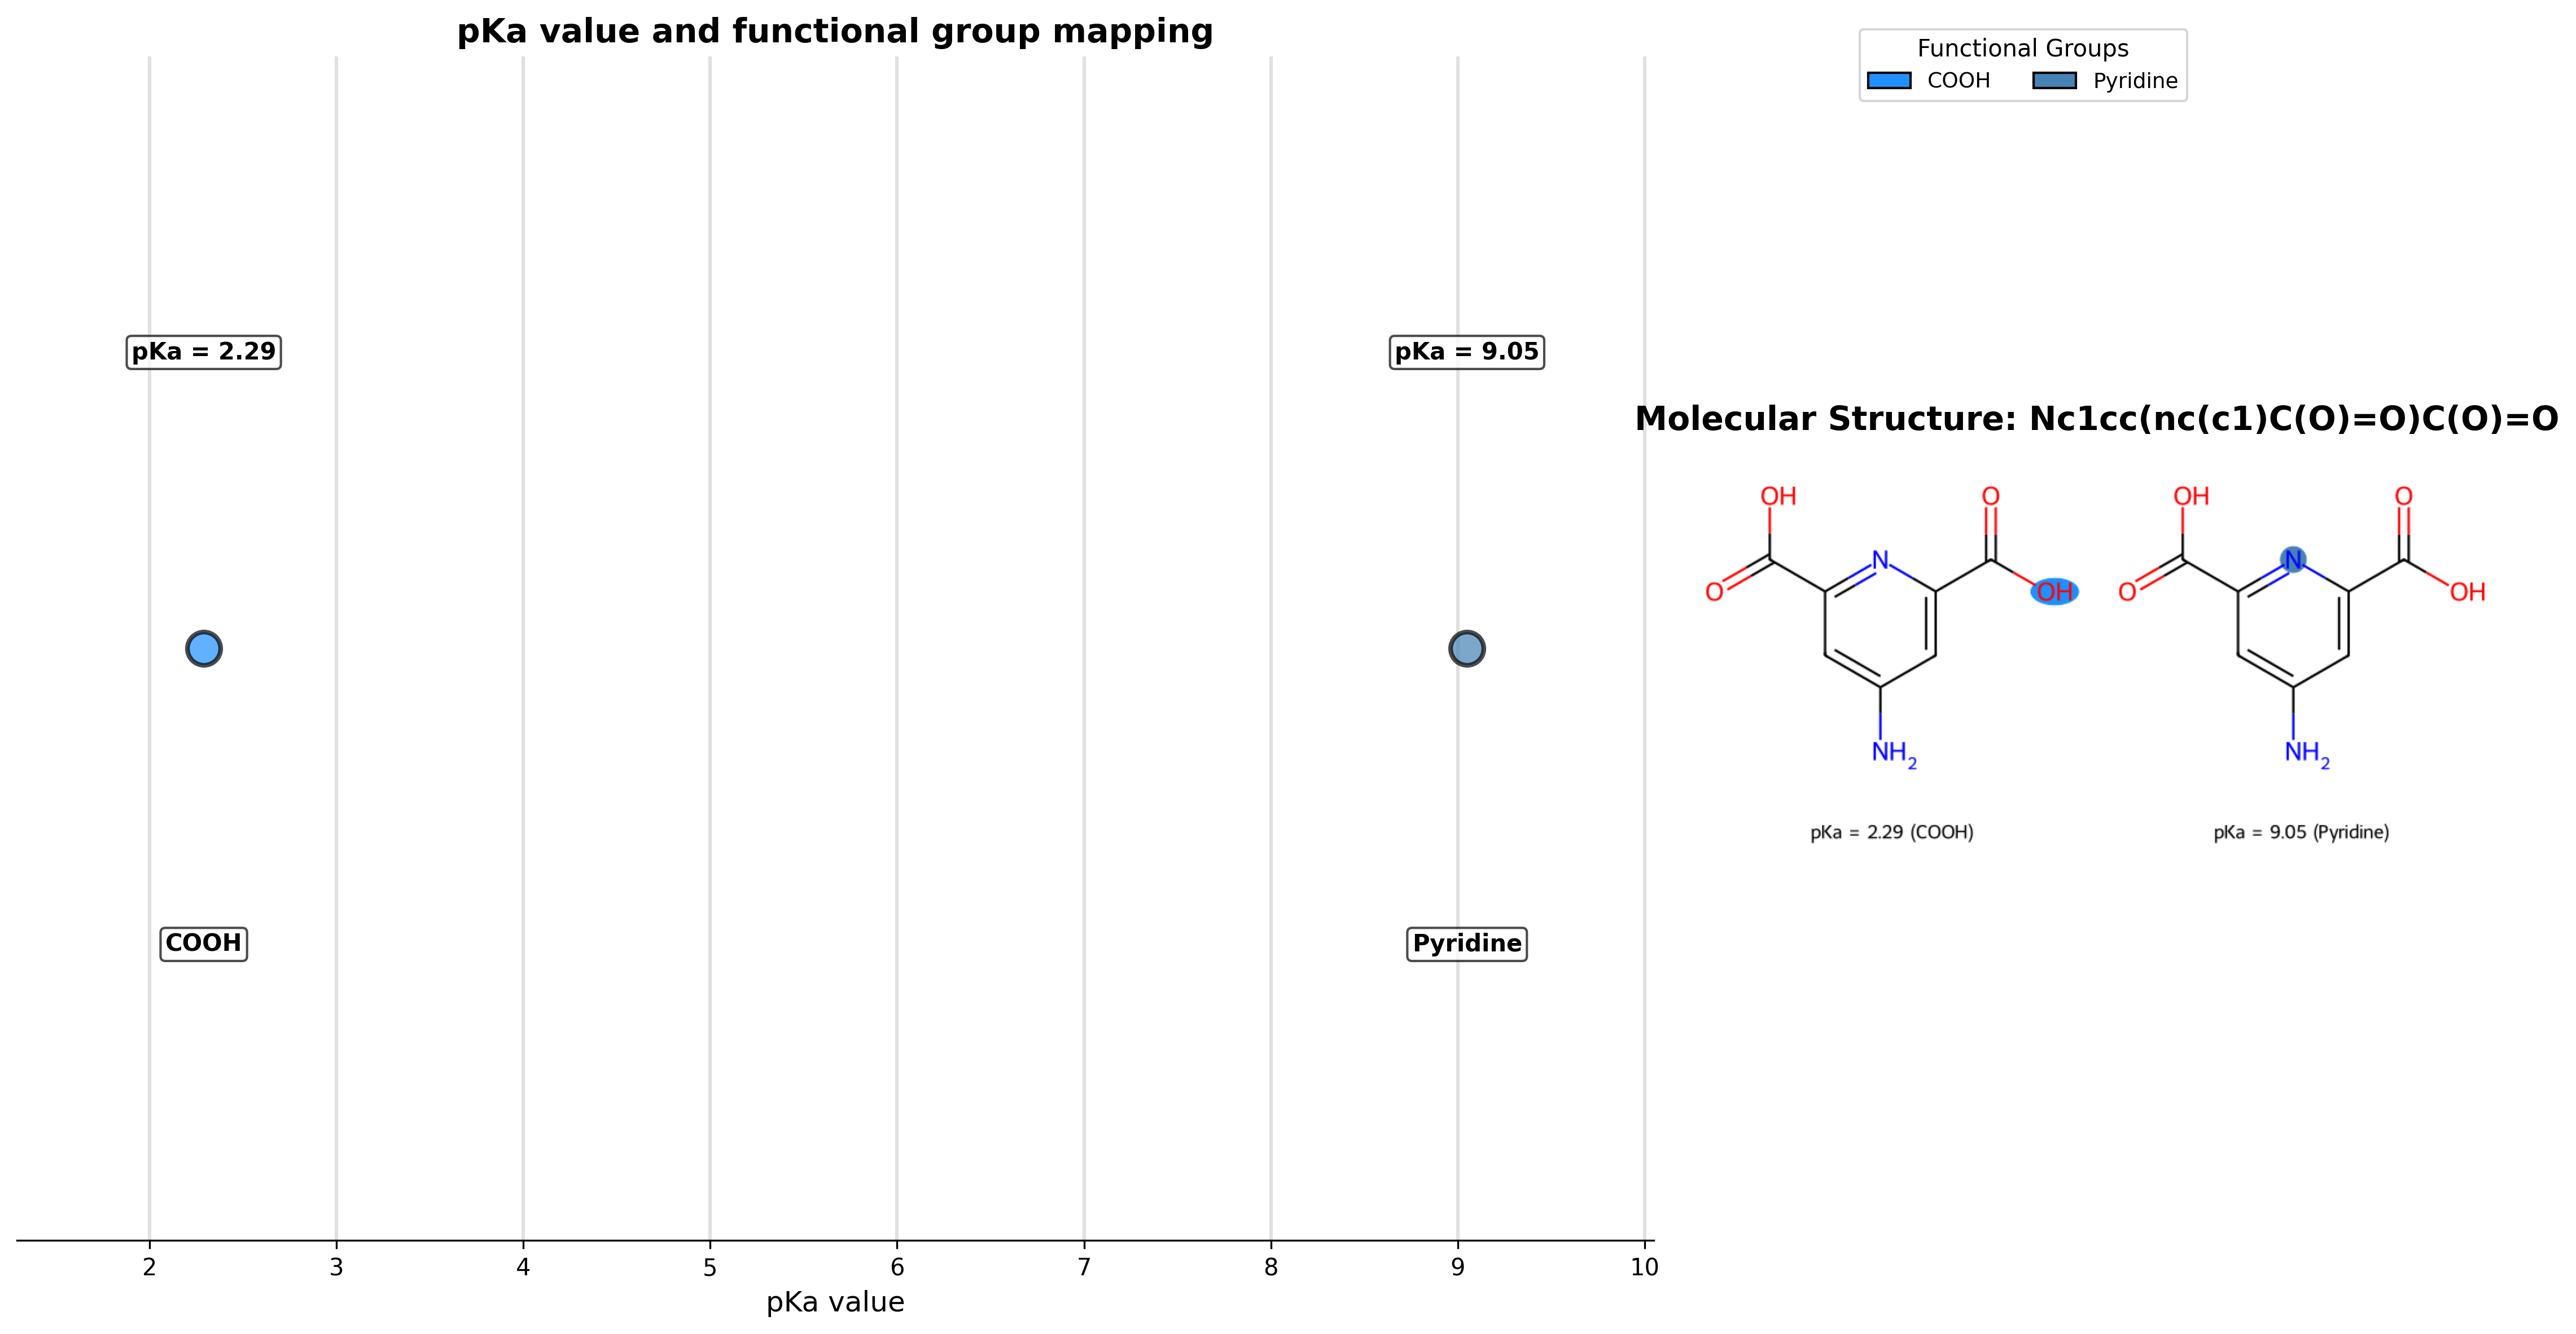 pKa value and functional group mapping
Functional Groups
COOH Pyridine
pKa = 2.29
pKa = 9.05
COOH
Pyridine
2 3 4 5 6 7 8 9 10
pKa value
Molecular Structure: Nc1cc(nc(c1)C(O)=O)C(O)=O
OH O OH O
N N
O OH O OH
NH2 NH2
pKa = 2.29 (COOH) pKa = 9.05 (Pyridine)